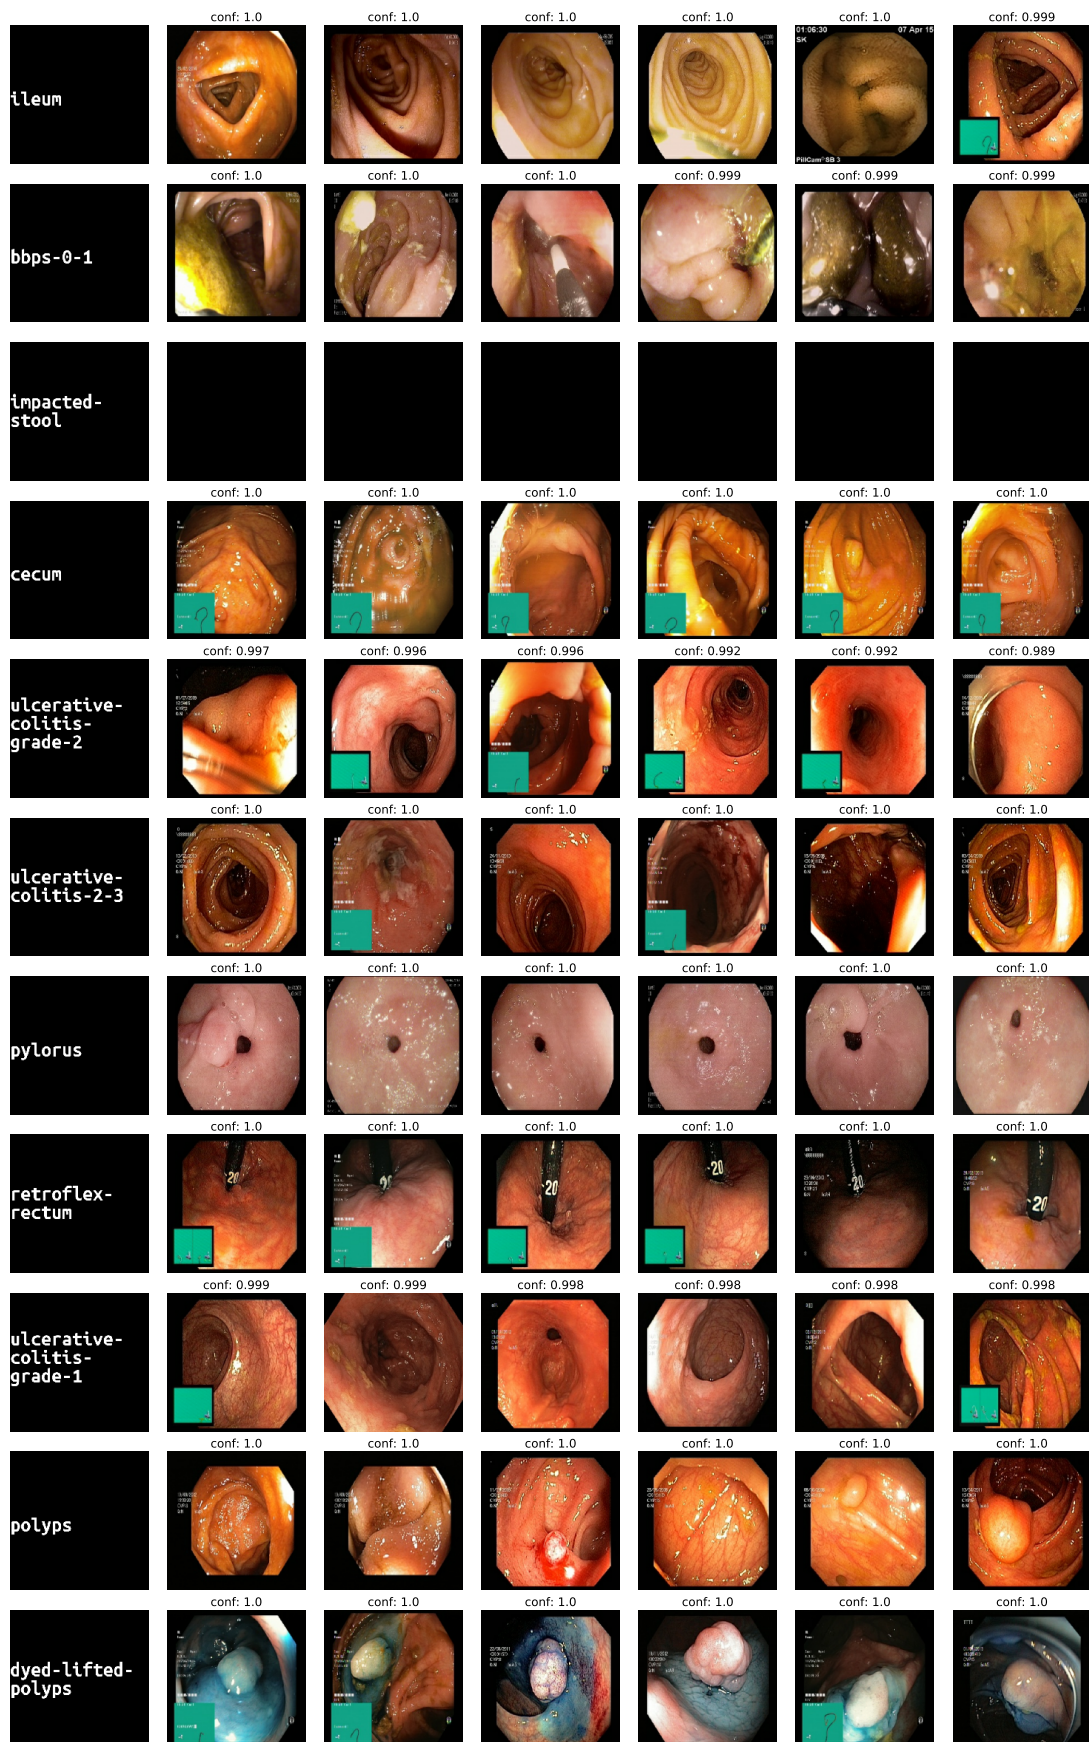 conf: 1.0 conf: 1.0 conf: 1.0 conf: 1.0 conf: 1.0 conf: 0.999
01:06:30 07 Apr 15
SK
ileum
PillCam® SB 3
conf: 1.0 conf: 1.0 conf: 1.0 conf: 0.999 conf: 0.999 conf: 0.999
bbps-0-1
impacted-
stool
conf: 1.0 conf: 1.0 conf: 1.0 conf: 1.0 conf: 1.0 conf: 1.0
cecum
conf: 0.997 conf: 0.996 conf: 0.996 conf: 0.992 conf: 0.992 conf: 0.989
ulcerative-
colitis-
grade-2
conf: 1.0 conf: 1.0 conf: 1.0 conf: 1.0 conf: 1.0 conf: 1.0
ulcerative-
colitis-2-3
conf: 1.0 conf: 1.0 conf: 1.0 conf: 1.0 conf: 1.0 conf: 1.0
pylorus
conf: 1.0 conf: 1.0 conf: 1.0 conf: 1.0 conf: 1.0 conf: 1.0
20 20 20 20 20 20
retroflex-
rectum
conf: 0.999 conf: 0.999 conf: 0.998 conf: 0.998 conf: 0.998 conf: 0.998
ulcerative-
colitis-
grade-1
conf: 1.0 conf: 1.0 conf: 1.0 conf: 1.0 conf: 1.0 conf: 1.0
polyps
conf: 1.0 conf: 1.0 conf: 1.0 conf: 1.0 conf: 1.0 conf: 1.0
dyed-lifted-
polyps